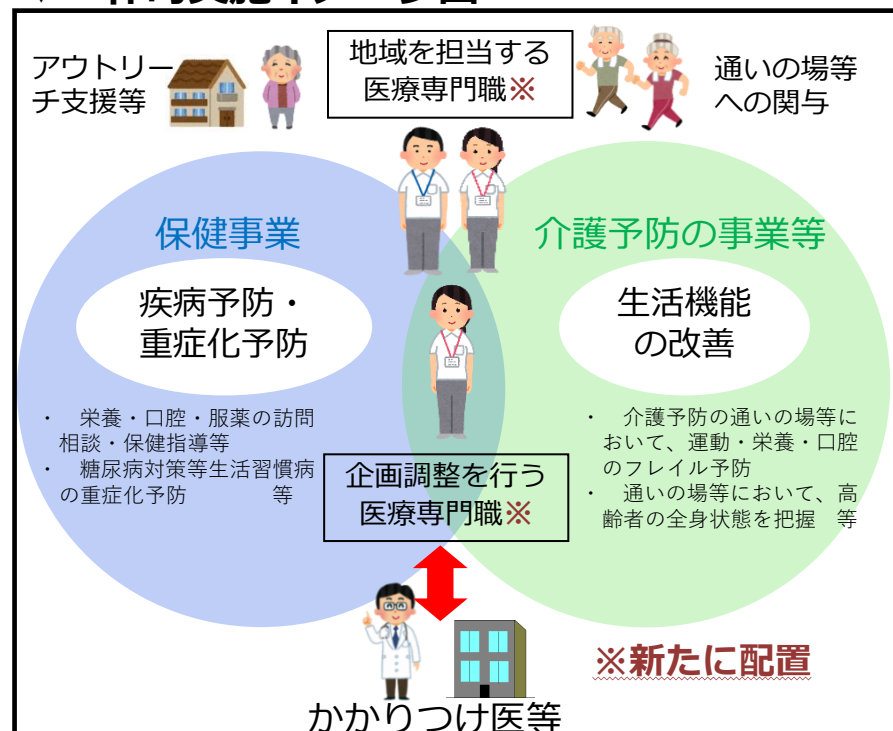 アウトリー
チ支援等
地域を担当する
医療専門職※
通いの場等
への関与
保健事業
疾病予防・
重症化予防
・　栄養・口腔・服薬の訪問
相談・保健指導等
・　糖尿病対策等生活習慣病
の重症化予防　　　　等
介護予防の事業等
生活機能
の改善
・　介護予防の通いの場等に
おいて、運動・栄養・口腔
のフレイル予防
・　通いの場等において、高
齢者の全身状態を把握　等
企画調整を行う
医療専門職※
※新たに配置
かかりつけ医等